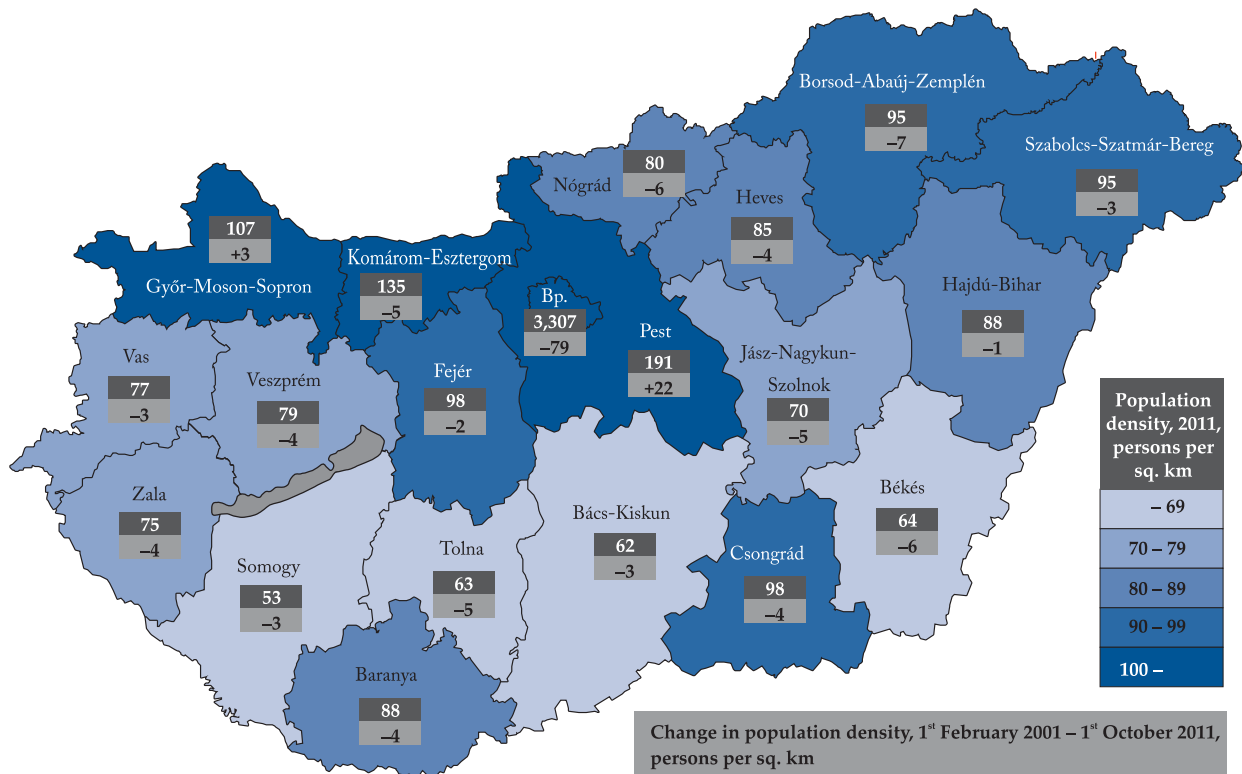 Borsod-Abaúj-Zemplén
95
–7
Szabolcs-Szatmár-Bereg
95
–3
Nógrád
80
–6
Heves
85
–4
107
+3
Győr-Moson-Sopron
Komárom-Esztergom
135
–5
Bp.
3,307
–79
Pest
191
+22
Hajdú-Bihar
88
–1
Jász-Nagykun-
Szolnok
70
–5
Vas
77
–3
Veszprém
79
–4
Fejér
98
–2
Zala
75
–4
Somogy
53
–3
Tolna
63
–5
Bács-Kiskun
62
–3
Csongrád
98
–4
Békés
64
–6
Baranya
88
–4
Population
density, 2011,
persons per
sq. km
– 69
70 – 79
80 – 89
90 – 99
100 –
Change in population density, 1st February 2001 – 1st October 2011,
persons per sq. km